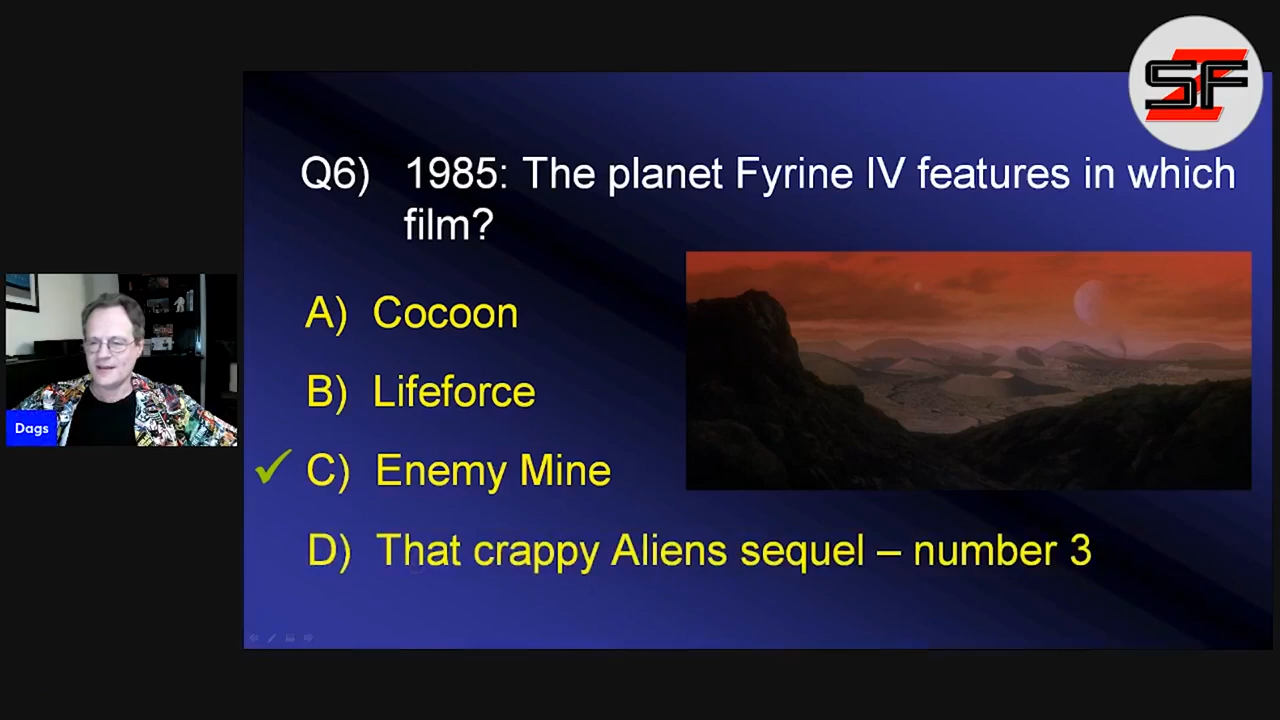 SFI
Q6) 1985: The planet Fyrine IV features in which
film?
A) Cocoon
B) Lifeforce
✓ C) Enemy Mine
D) That crappy Aliens sequel – number 3
Dags